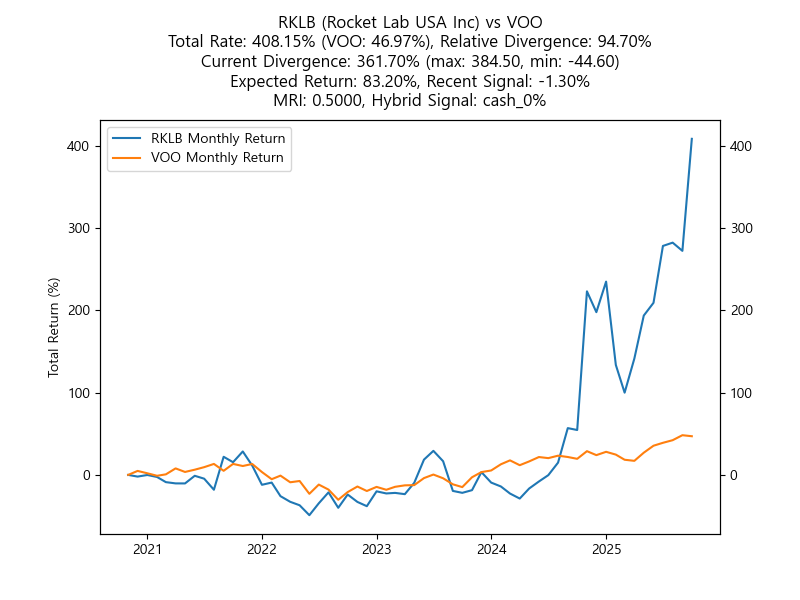 RKLB (Rocket Lab USA Inc) vs VOO
Total Rate: 408.15% (VOO: 46.97%), Relative Divergence: 94.70%
Current Divergence: 361.70% (max: 384.50, min: -44.60)
Expected Return: 83.20%, Recent Signal: -1.30%
MRI: 0.5000, Hybrid Signal: cash_0%
RKLB Monthly Return
VOO Monthly Return
Total Return (%)
400
300
200
100
0
400
300
200
100
0
2021
2022
2023
2024
2025